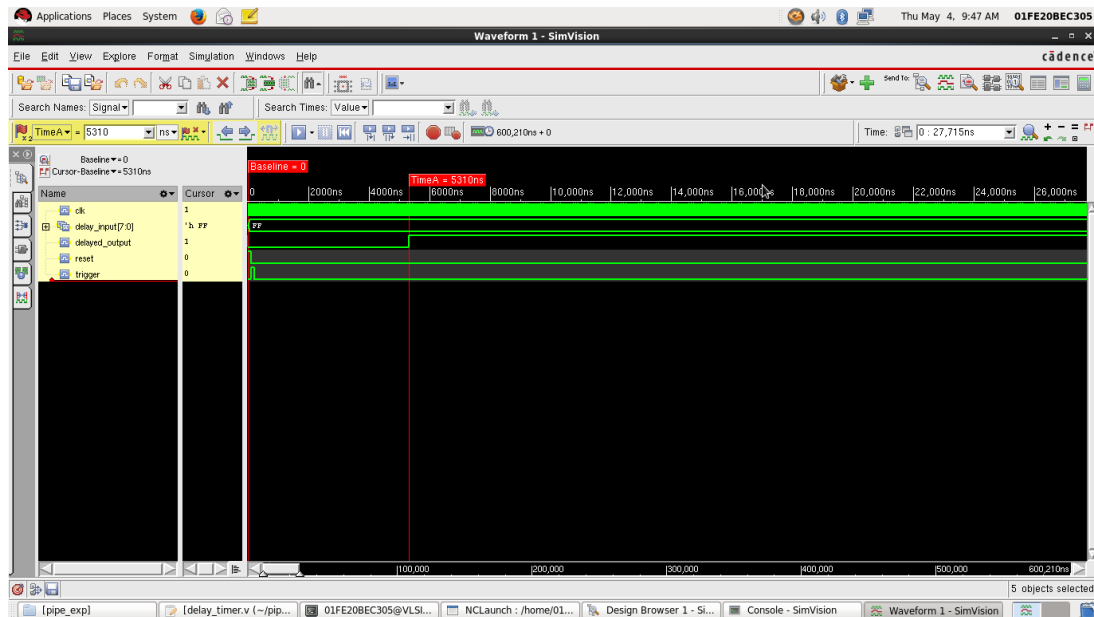 Applications Places System Thu May 4, 9:47 AM 01FE20BEC305
Waveform 1 - SimVision
File Edit View Explore Format Simulation Windows Help cādence
Send to:
Search Names: Signal Search Times: Value
TimeA = 5310 ns 600,210ns + 0 Time: 0 : 27,715ns
Baseline = 0
Cursor-Baseline = 5310ns
Baseline = 0
TimeA = 5310ns
Name Cursor 0 2000ns 4000ns 6000ns 8000ns 10,000ns 12,000ns 14,000ns 16,000ns 18,000ns 20,000ns 22,000ns 24,000ns 26,000ns
clk 1
delay_input[7:0] 'h FF FF
delayed_output 1
reset 0
trigger 0
100,000 200,000 300,000 400,000 500,000 600,210ns
5 objects selected
[pipe_exp] [delay_timer.v (~/pip... 01FE20BEC305@VLSI... NCLaunch : /home/01... Design Browser 1 - Si... Console - SimVision Waveform 1 - SimVision